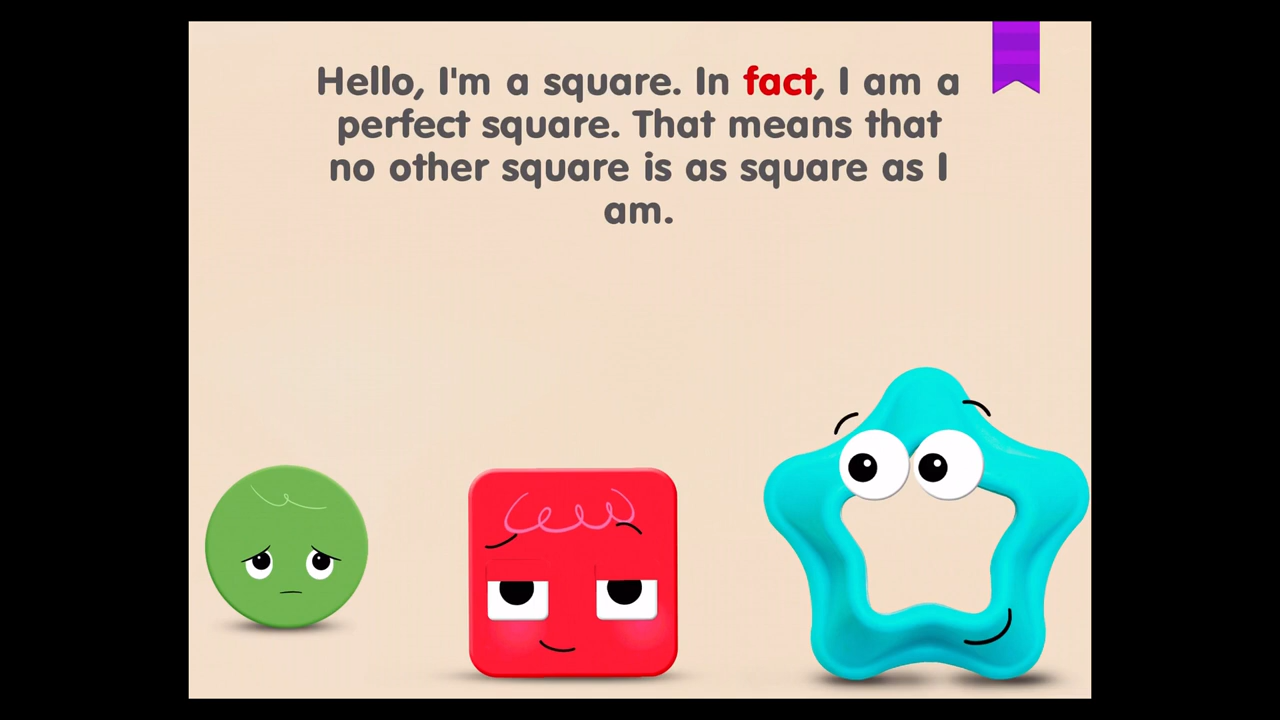 Hello, I'm a square. In fact, I am a
perfect square. That means that
no other square is as square as I
am.